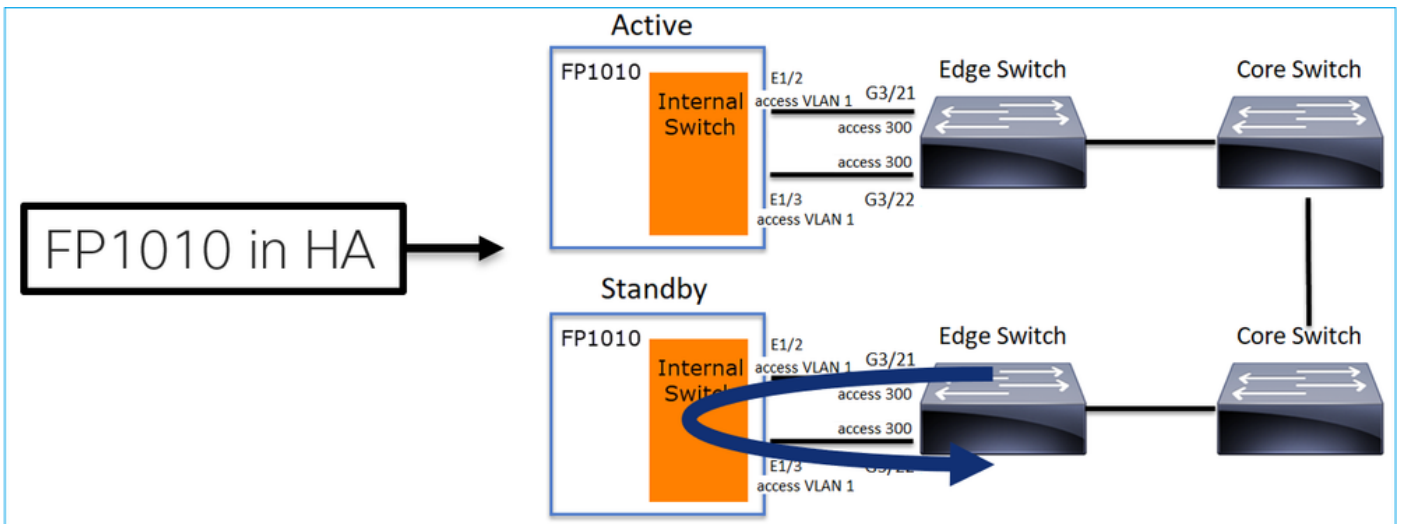 FP1010 in HA
Active
FP1010
Internal
Switch
E1/2
access VLAN 1
G3/21
access 300
access 300
E1/3
G3/22
access VLAN 1
Edge Switch
Core Switch
Standby
FP1010
Internal
Switch
E1/2
access VLAN 1
G3/21
access 300
access 300
E1/3
G3/22
access VLAN 1
Edge Switch
Core Switch